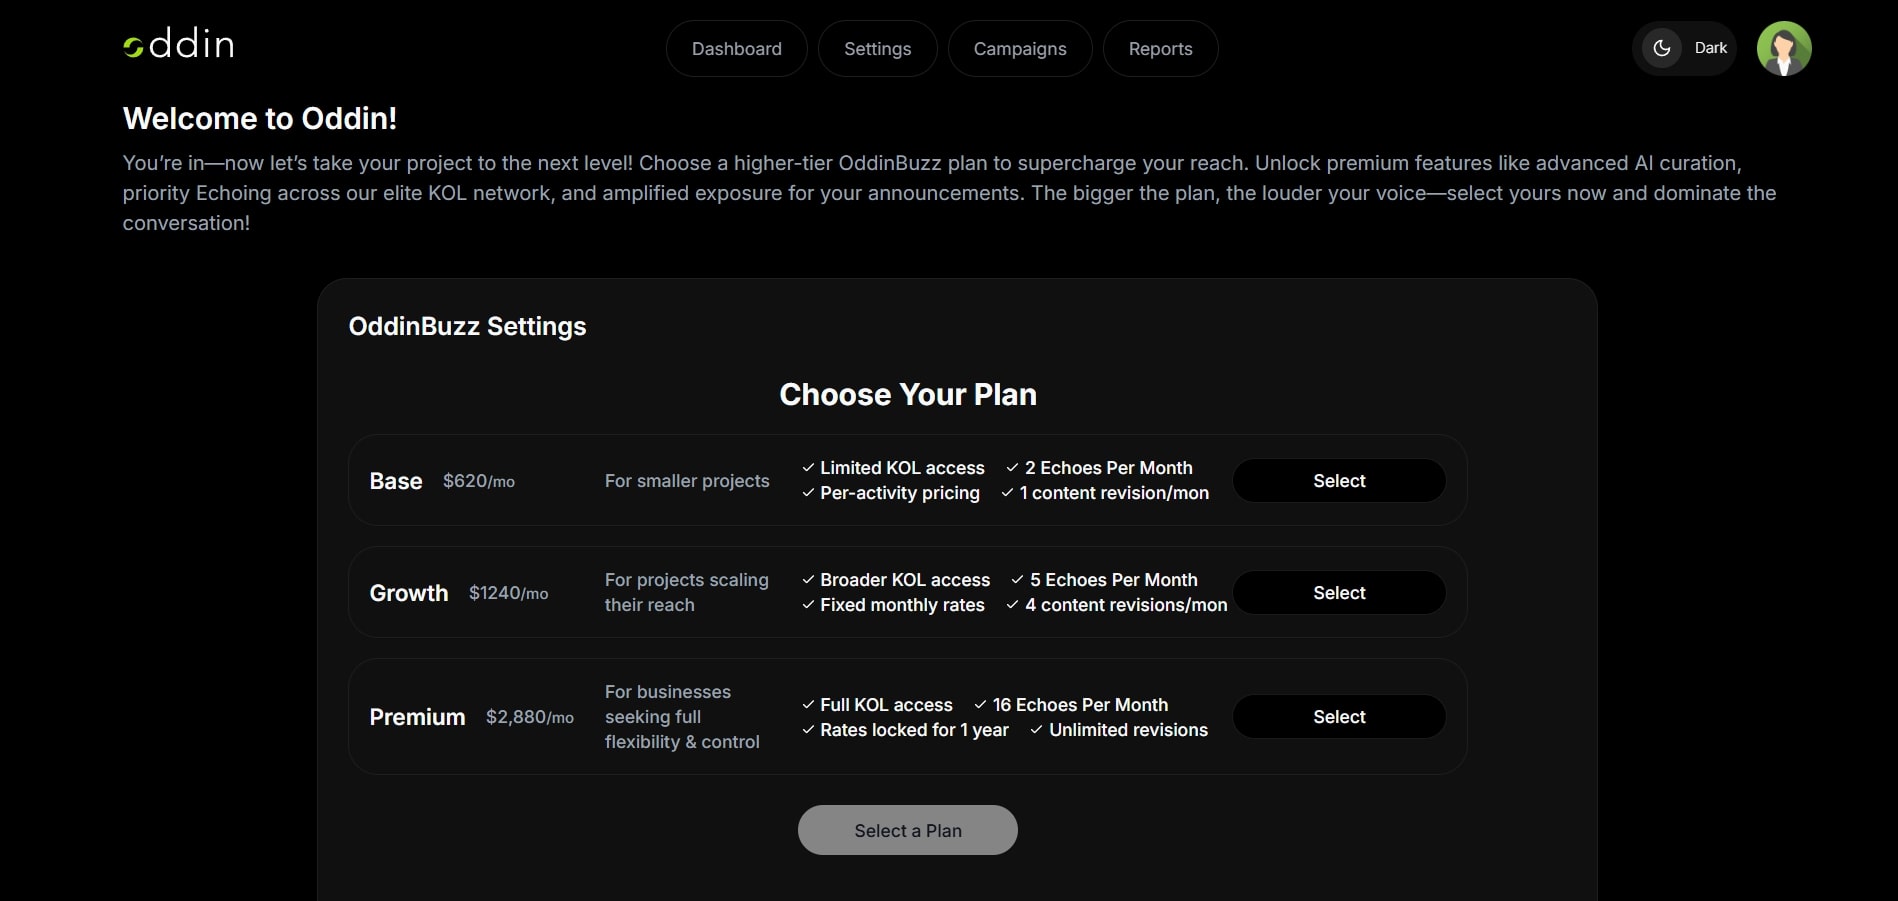 oddin
Dashboard
Settings
Campaigns
Reports
Dark
Welcome to Oddin!
You’re in—now let’s take your project to the next level! Choose a higher-tier OddinBuzz plan to supercharge your reach. Unlock premium features like advanced AI curation,
priority Echoing across our elite KOL network, and amplified exposure for your announcements. The bigger the plan, the louder your voice—select yours now and dominate the
conversation!
OddinBuzz Settings
Choose Your Plan
Base $620/mo
For smaller projects
✓ Limited KOL access ✓ 2 Echoes Per Month
✓ Per-activity pricing ✓ 1 content revision/mon
Select
Growth $1240/mo
For projects scaling
their reach
✓ Broader KOL access ✓ 5 Echoes Per Month
✓ Fixed monthly rates ✓ 4 content revisions/mon
Select
Premium $2,880/mo
For businesses
seeking full
flexibility & control
✓ Full KOL access ✓ 16 Echoes Per Month
✓ Rates locked for 1 year ✓ Unlimited revisions
Select
Select a Plan